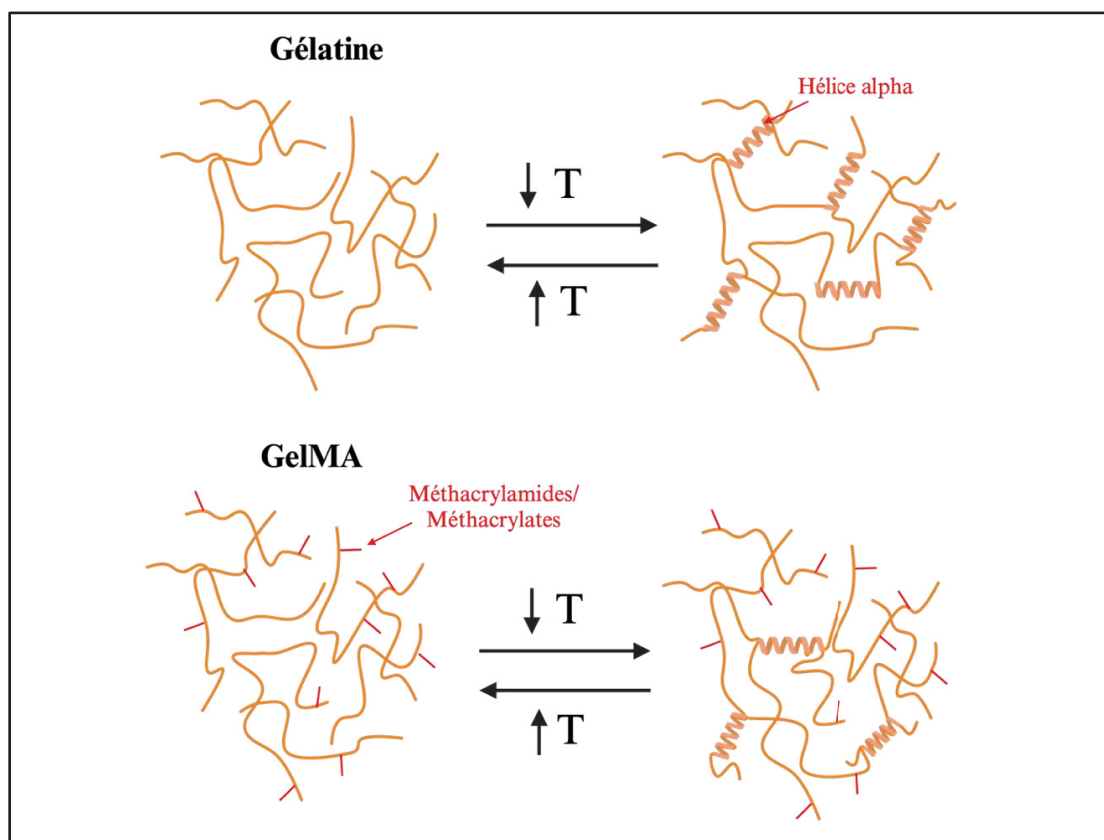 Gélatine
Hélice alpha
↓ T
↑ T
GelMA
Méthacrylamides/
Méthacrylates
↓ T
↑ T